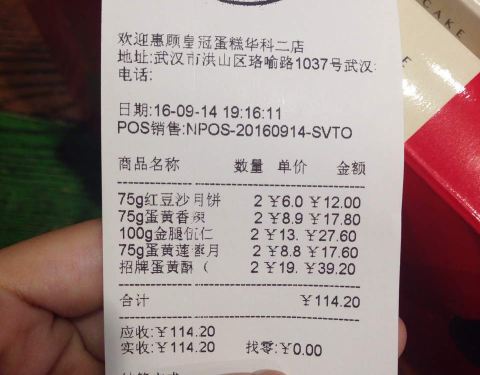 欢迎惠顾皇冠蛋糕华科二店
地址:武汉市洪山区珞喻路1037号武汉
电话:
日期:16-09-14 19:16:11
POS销售:NPOS-20160914-SVTO
商品名称 数量 单价 金额
75g红豆沙月饼 2 ¥6.0 ¥12.00
75g蛋黄香 2 ¥8.9 ¥17.80
100g金腿伍仁 2 ¥13. ¥27.60
75g蛋黄莲蓉月 2 ¥8.8 ¥17.60
招牌蛋黄酥( 2 ¥19. ¥39.20
合计 ¥114.20
应收:¥114.20
实收:¥114.20 找零:¥0.00
CAKE